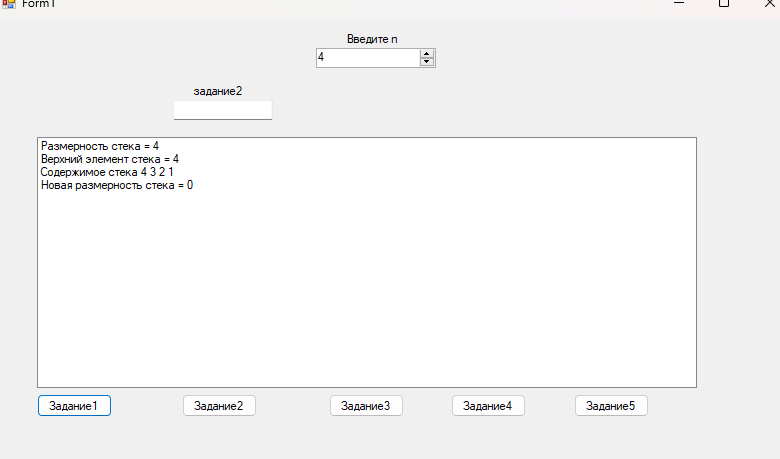 Form1
Введите n
4
задание2
Размерность стека = 4
Верхний элемент стека = 4
Содержимое стека 4 3 2 1
Новая размерность стека = 0
Задание1 Задание2 Задание3 Задание4 Задание5